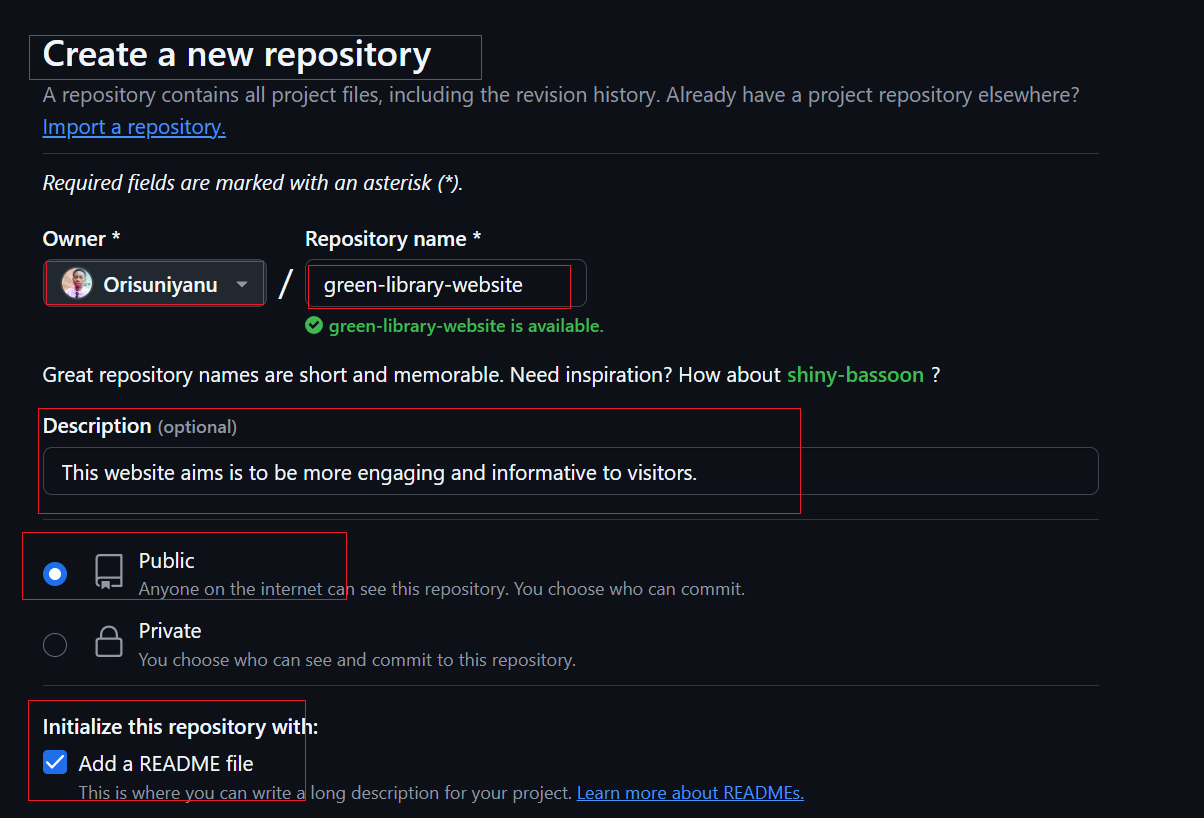 Create a new repository
A repository contains all project files, including the revision history. Already have a project repository elsewhere?
Import a repository.
Required fields are marked with an asterisk (*).
Owner * Repository name *
Orisuniyanu / green-library-website
green-library-website is available.
Great repository names are short and memorable. Need inspiration? How about shiny-bassoon ?
Description (optional)
This website aims is to be more engaging and informative to visitors.
Public
Anyone on the internet can see this repository. You choose who can commit.
Private
You choose who can see and commit to this repository.
Initialize this repository with:
Add a README file
This is where you can write a long description for your project. Learn more about READMEs.